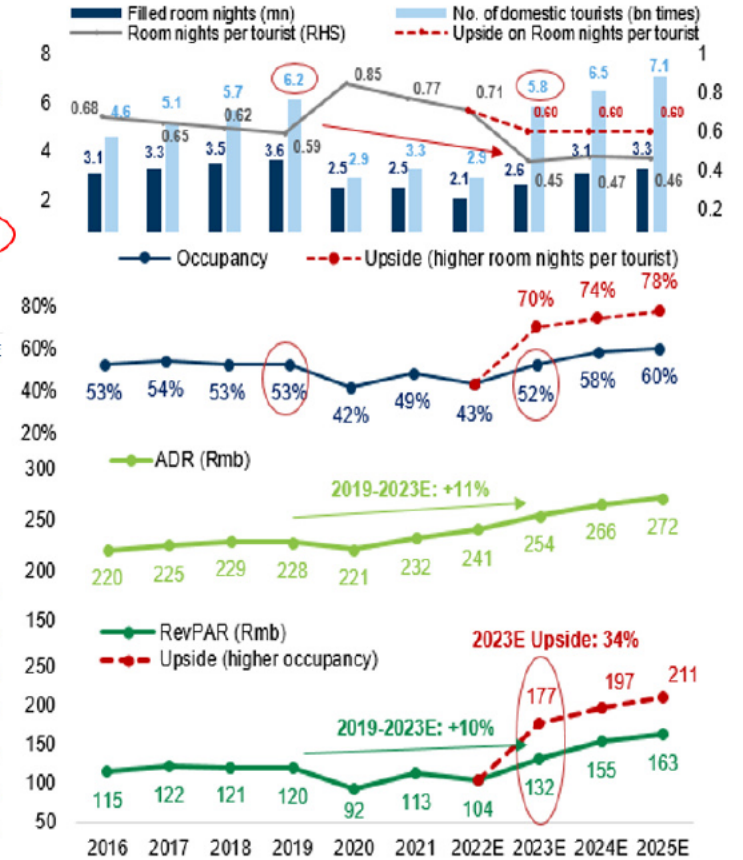 Filled room nights (mn) No. of domestic tourists (bn times)
Room nights per tourist (RHS) Upside on Room nights per tourist
8 1
6.2 0.85 7.1
5.7 0.77 0.71 5.8 6.5 0.8
6 0.68 4.6 5.1 0.62 0.60 0.60 0.60
0.65 0.59 0.6
4 3.1 3.3 3.5 3.6 2.5 2.9 2.5 3.3 2.1 2.9 2.6 3.1 3.3 0.4
0.45 0.47 0.46
2 0.2
Occupancy Upside (higher room nights per tourist)
70% 74% 78%
80%
60%
53% 54% 53% 53% 42% 49% 43% 52% 58% 60%
40%
20%
300
ADR (Rmb)
2019-2023E: +11%
250
220 225 229 228 221 232 241 254 266 272
200
150
RevPAR (Rmb) 2023E Upside: 34%
Upside (higher occupancy)
250
177 197 211
200
2019-2023E: +10%
150
115 122 121 120 92 113 104 132 155 163
100
50
2016 2017 2018 2019 2020 2021 2022E 2023E 2024E 2025E